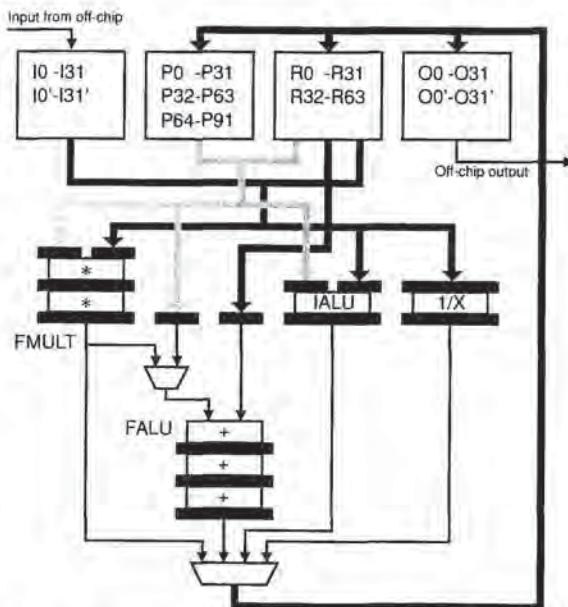 Input from off-chip
I0 -I31
I0'-I31'
P0 -P31
P32-P63
P64-P91
R0 -R31
R32-R63
O0 -O31
O0'-O31'
Off-chip output
*
*
IALU
1/X
FMULT
FALU
+
+
+